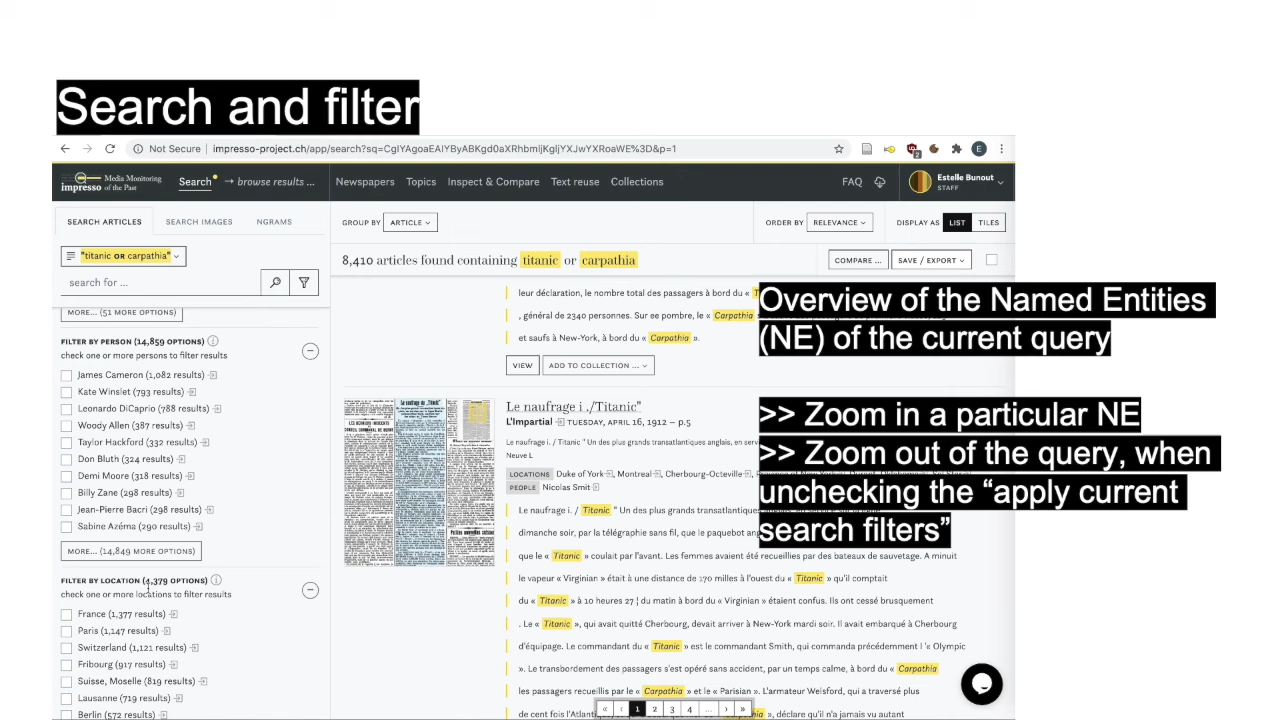 Search and filter
Not Secure | impresso-project.ch/app/search?sq=CgIYAgoaEAIYByABKgd0aXRhbmljKgljYXJwYXRoaWE%3D&p=1
2
E
impresso
Media Monitoring
of the Past
Search
→ browse results ...
Newspapers
Topics
Inspect & Compare
Text reuse
Collections
FAQ
Estelle Bunout
STAFF
SEARCH ARTICLES
SEARCH IMAGES
NGRAMS
GROUP BY
ARTICLE
ORDER BY
RELEVANCE
DISPLAY AS
LIST
TILES
"titanic OR carpathia"
search for ...
8,410 articles found containing titanic or carpathia
COMPARE ...
SAVE / EXPORT
MORE... (51 MORE OPTIONS)
FILTER BY PERSON (14,859 OPTIONS)
check one or more persons to filter results
James Cameron (1,082 results)
Kate Winslet (793 results)
Leonardo DiCaprio (788 results)
Woody Allen (387 results)
Taylor Hackford (332 results)
Don Bluth (324 results)
Demi Moore (318 results)
Billy Zane (298 results)
Jean-Pierre Bacri (298 results)
Sabine Azéma (290 results)
MORE... (14,849 MORE OPTIONS)
FILTER BY LOCATION (4,379 OPTIONS)
check one or more locations to filter results
France (1,377 results)
Paris (1,147 results)
Switzerland (1,121 results)
Fribourg (917 results)
Suisse, Moselle (819 results)
Lausanne (719 results)
Berlin (572 results)
leur déclaration, le nombre total des passagers à bord du «
, général de 2340 personnes. Sur ee pombre, le « Carpathia
et saufs à New-York, à bord du « Carpathia ».
VIEW
ADD TO COLLECTION ...
Le naufrage i ./Titanic"
L'Impartial TUESDAY, APRIL 16, 1912 – p.5
Le naufrage i. / Titanic " Un des plus grands transatlantiques anglais, en
Neuve L
LOCATIONS Duke of York, Montreal, Cherbourg-Octeville,
PEOPLE Nicolas Smit
Le naufrage i. / Titanic " Un des plus grands transatlantiques
dimanche soir, par la télégraphie sans fil, que le paquebot
que le « Titanic » coulait par l'avant. Les femmes avaient été recueillies par des bateaux de sauvetage. A minuit
le vapeur « Virginian » était à une distance de 170 milles à l'ouest du « Titanic » qu'il comptait
du « Titanic » à 10 heures 27 ¦ du matin à bord du « Virginian » étaient confus. Ils ont cessé brusquement
. Le « Titanic », qui avait quitté Cherbourg, devait arriver à New-York mardi soir. Il avait embarqué à Cherbourg
d'équipage. Le commandant du « Titanic » est le commandant Smith, qui commanda précédemment l '« Olympic
». Le transbordement des passagers s'est opéré sans accident, par un temps calme, à bord du « Carpathia
les passagers recueillis par le « Carpathia » et le « Parisian ». L'armateur Welsford, qui a traversé plus
de cent fois l'Atlantique
», déclare qu'il n'a jamais vu autant
« ‹ 1 2 3 4 ... › »
Overview of the Named Entities
(NE) of the current query
>> Zoom in a particular NE
>> Zoom out of the query, when
unchecking the “apply current
search filters”